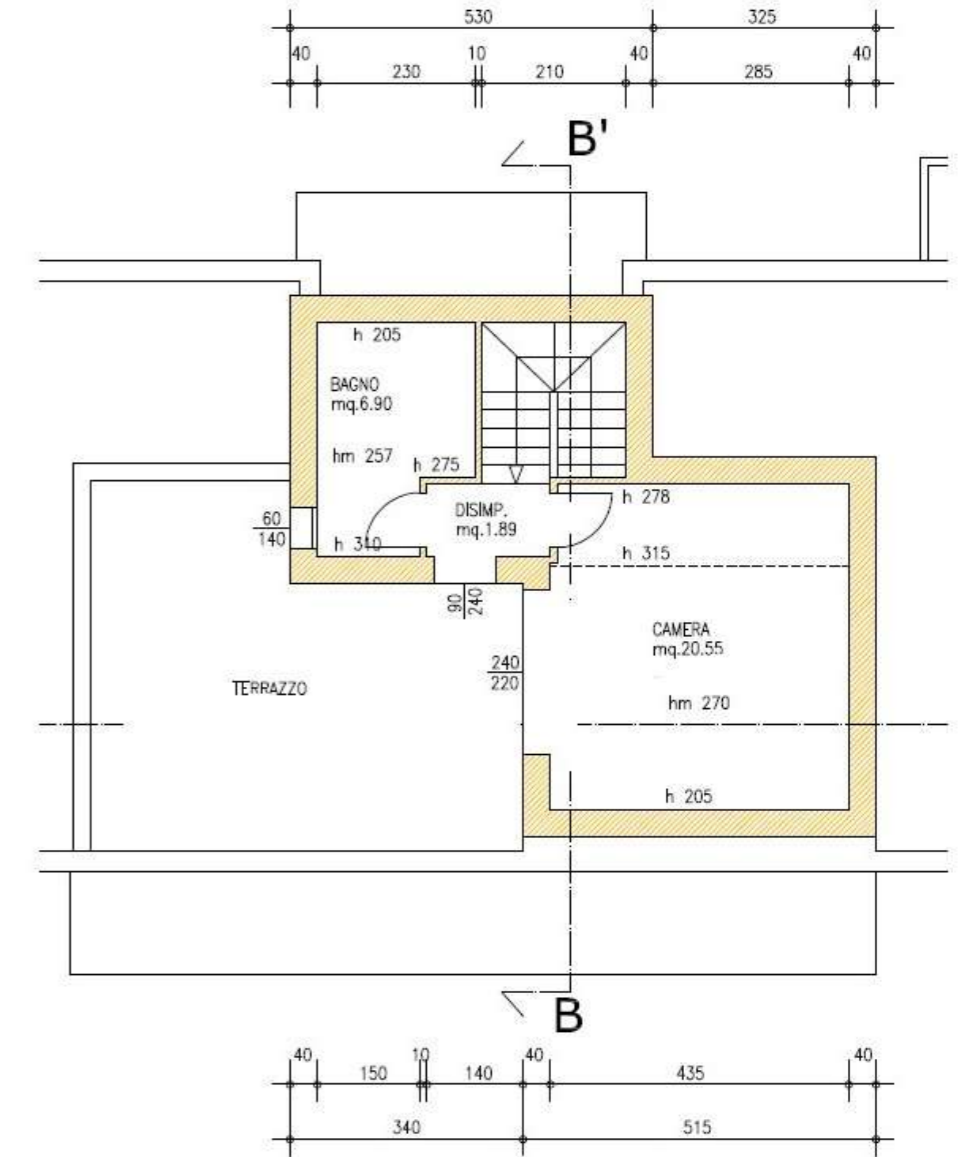 530 325
40 10 40 40
230 210 285
B'
h 205
BAGNO
mq.6.90
hm 257
h 275
h 278
DISIMP.
mq.1.89
60
140
h 310
h 315
90
240
CAMERA
mq.20.55
240
220
TERRAZZO
hm 270
h 205
B
40 10 40 40
150 140 435
340 515